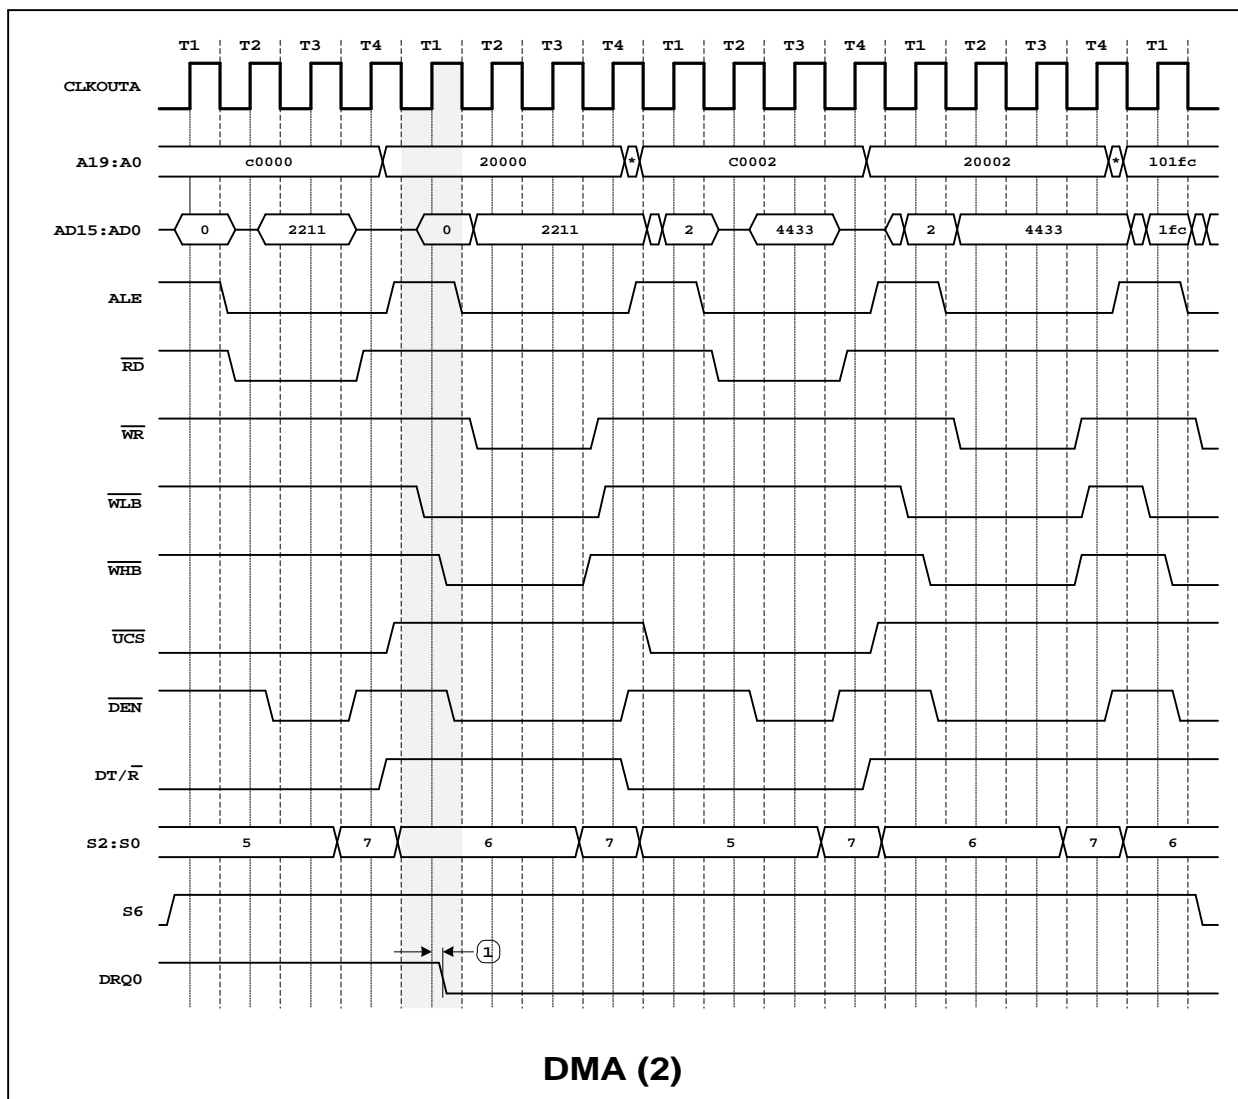 T1 T2 T3 T4 T1 T2 T3 T4 T1 T2 T3 T4 T1 T2 T3 T4 T1
CLKOUTA
A19:A0 c0000 20000 * C0002 20002 * 101fc
AD15:AD0 0 2211 0 2211 2 4433 2 4433 1fc
ALE
RD
WR
WLB
WHB
UCS
DEN
DT/R
S2:S0 5 7 6 7 5 7 6 7 6
S6
1
DRQ0
DMA (2)